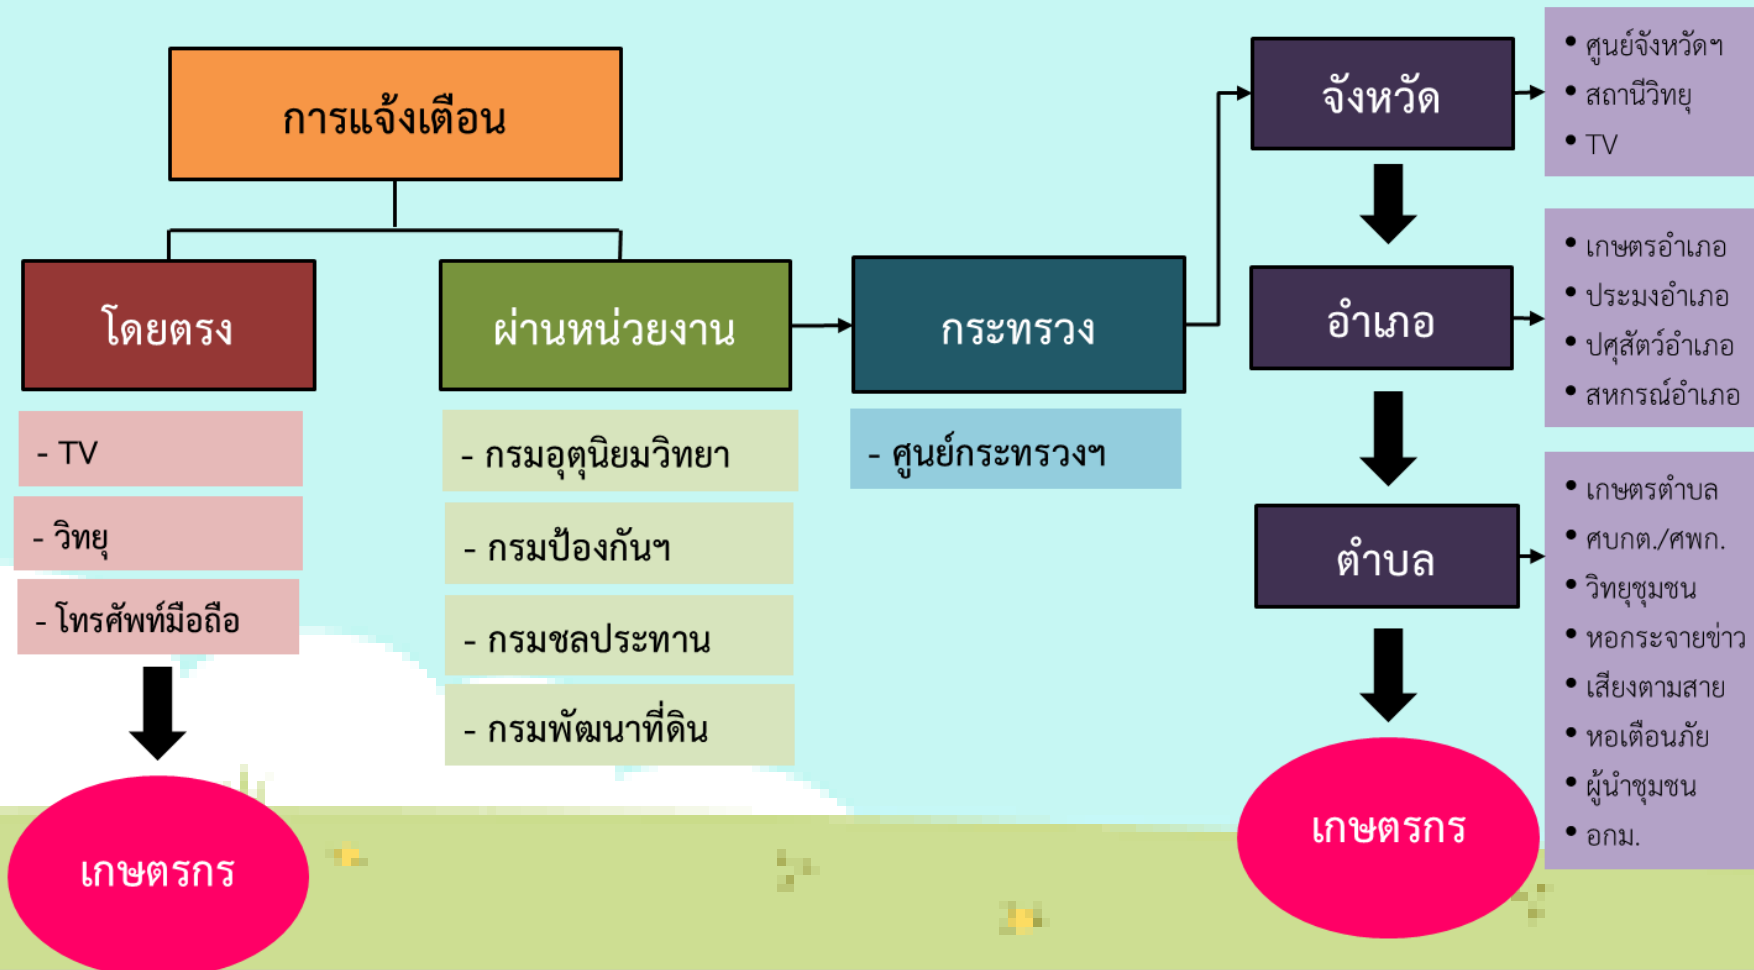 การแจ้งเตือน
โดยตรง
- TV
- วิทยุ
- โทรศัพท์มือถือ
เกษตรกร
ผ่านหน่วยงาน
- กรมอุตุนิยมวิทยา
- กรมป้องกันฯ
- กรมชลประทาน
- กรมพัฒนาที่ดิน
กระทรวง
- ศูนย์กระทรวงฯ
จังหวัด
• ศูนย์จังหวัดฯ
• สถานีวิทยุ
• TV
อำเภอ
• เกษตรอำเภอ
• ประมงอำเภอ
• ปศุสัตว์อำเภอ
• สหกรณ์อำเภอ
ตำบล
• เกษตรตำบล
• ศบกต./ศพก.
• วิทยุชุมชน
• หอกระจายข่าว
• เสียงตามสาย
• หอเตือนภัย
• ผู้นำชุมชน
• อกม.
เกษตรกร